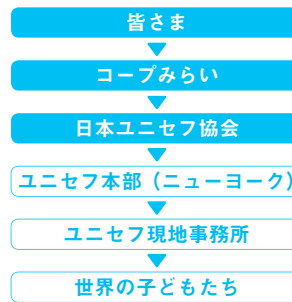 皆さま
コープみらい
日本ユニセフ協会
ユニセフ本部（ニューヨーク）
ユニセフ現地事務所
世界の子どもたち